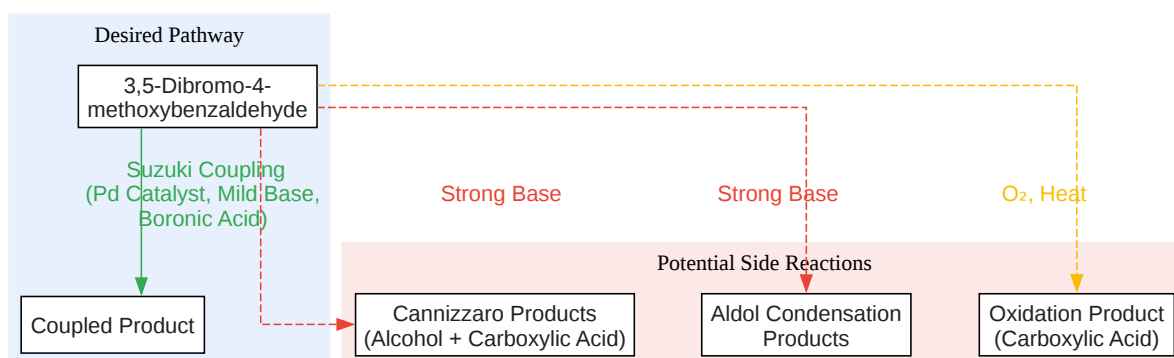 Desired Pathway
3,5-Dibromo-4-
methoxybenzaldehyde
Suzuki Coupling
(Pd Catalyst, Mild Base,
Boronic Acid)
Strong Base
Strong Base
O₂, Heat
Potential Side Reactions
Coupled Product
Cannizzaro Products
(Alcohol + Carboxylic Acid)
Aldol Condensation
Products
Oxidation Product
(Carboxylic Acid)